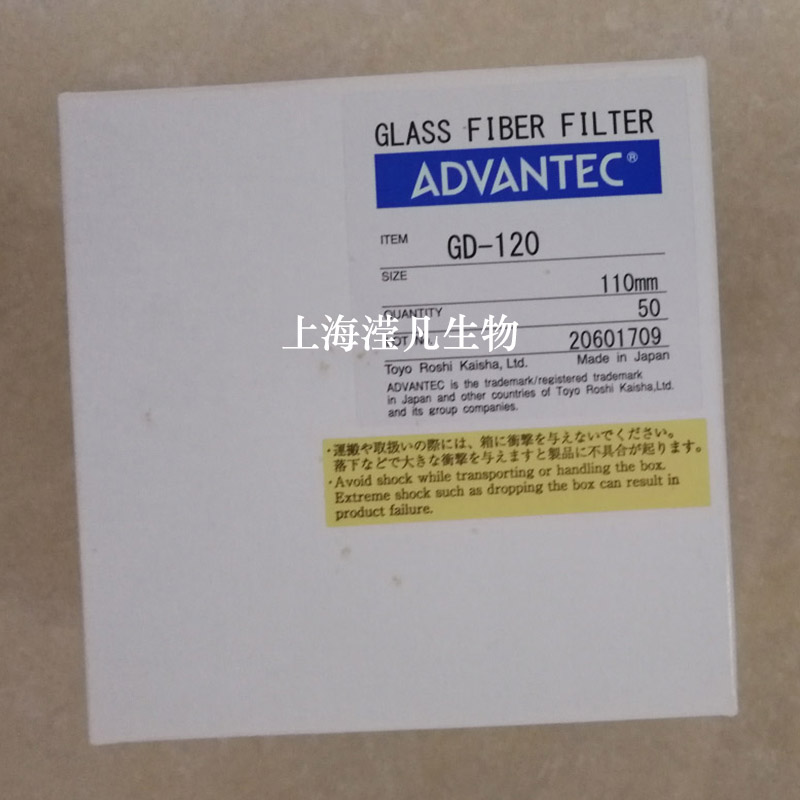 GLASS FIBER FILTER
ADVANTEC®
ITEM GD-120
SIZE 110mm
QUANTITY 50
上海滢凡生物
LOT No. 20601709
Toyo Roshi Kaisha, Ltd. Made in Japan
ADVANTEC is the trademark/registered trademark
in Japan and other countries of Toyo Roshi Kaisha,Ltd.
and its group companies.
・運搬や取扱いの際には、箱に衝撃を与えないでください。
落下などで大きな衝撃を与えますと製品に不具合が起ります。
・Avoid shock while transporting or handling the box.
Extreme shock such as dropping the box can result in
product failure.